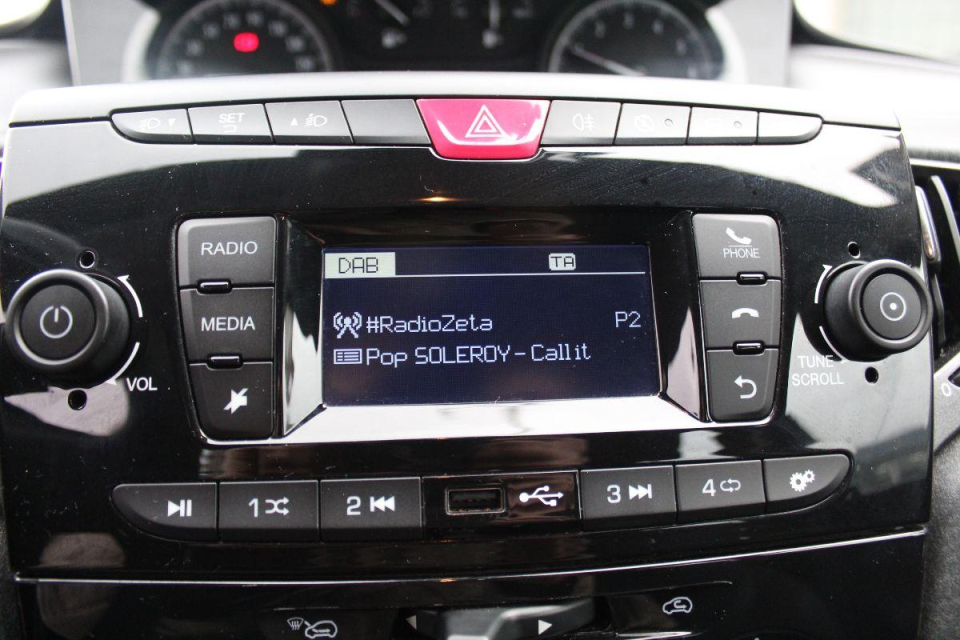 SET
RADIO
MEDIA
VOL
DAB TA
#RadioZeta P2
Pop SOLEROY - Call it
PHONE
TUNE
SCROLL
0
1
2
3
4